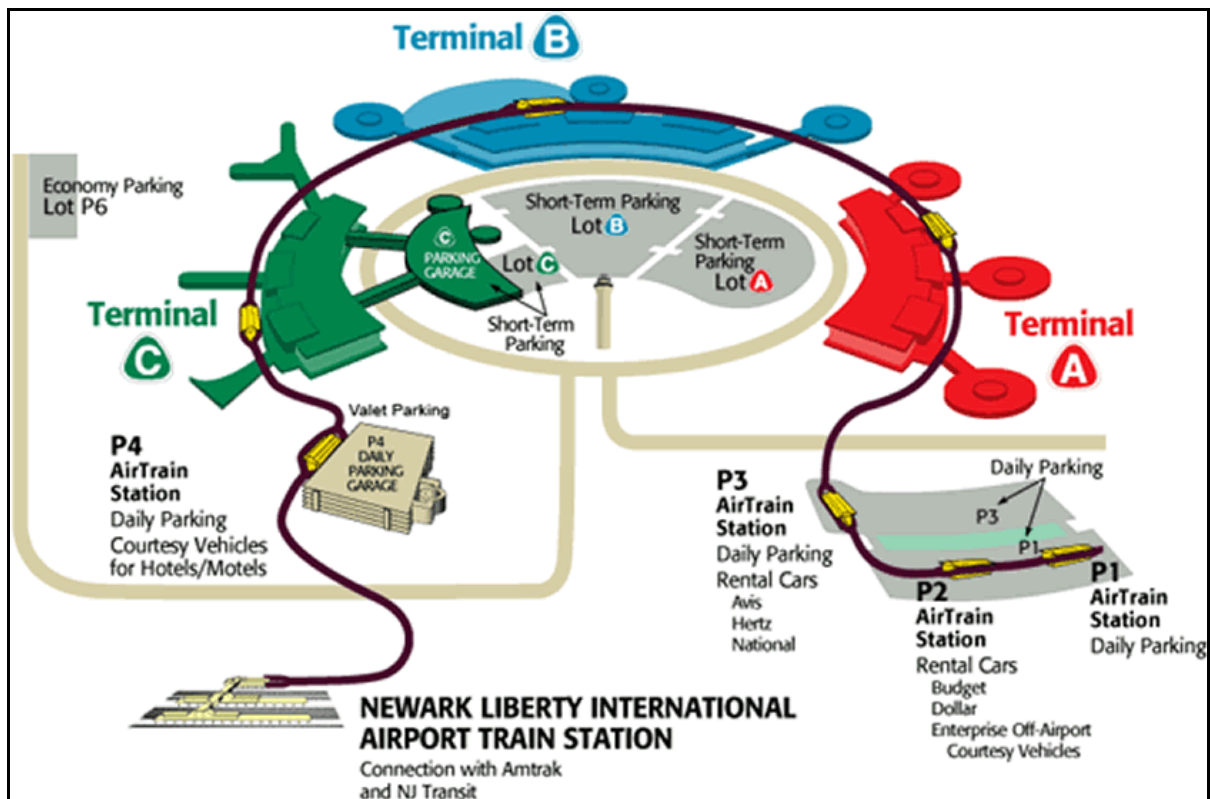 Terminal B
Economy Parking
Lot P6
Short-Term Parking
Lot B
C
PARKING
GARAGE
Lot C
Short-Term
Parking
Lot A
Short-Term
Parking
Terminal
C
Terminal
A
Valet Parking
P4
DAILY
PARKING
GARAGE
P4
AirTrain
Station
Daily Parking
Courtesy Vehicles
for Hotels/Motels
Daily Parking
P3
P1
P3
AirTrain
Station
Daily Parking
Rental Cars
Avis
Hertz
National
P2
AirTrain
Station
Rental Cars
Budget
Dollar
Enterprise Off-Airport
Courtesy Vehicles
P1
AirTrain
Station
Daily Parking
NEWARK LIBERTY INTERNATIONAL
AIRPORT TRAIN STATION
Connection with Amtrak
and NJ Transit